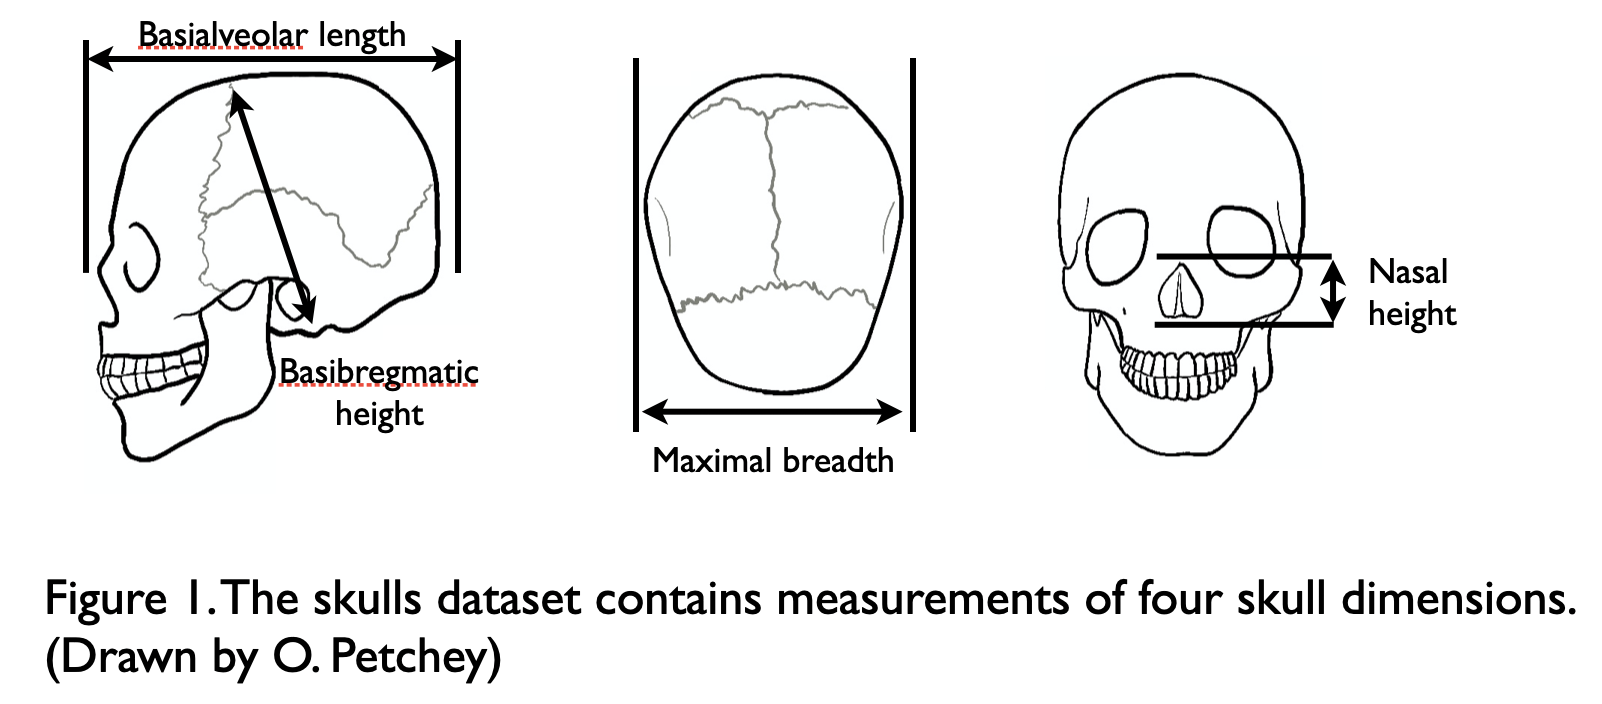 Basialveolar length
Basibregmatic
height
Maximal breadth
Nasal
height
Figure 1. The skulls dataset contains measurements of four skull dimensions.
(Drawn by O. Petchey)